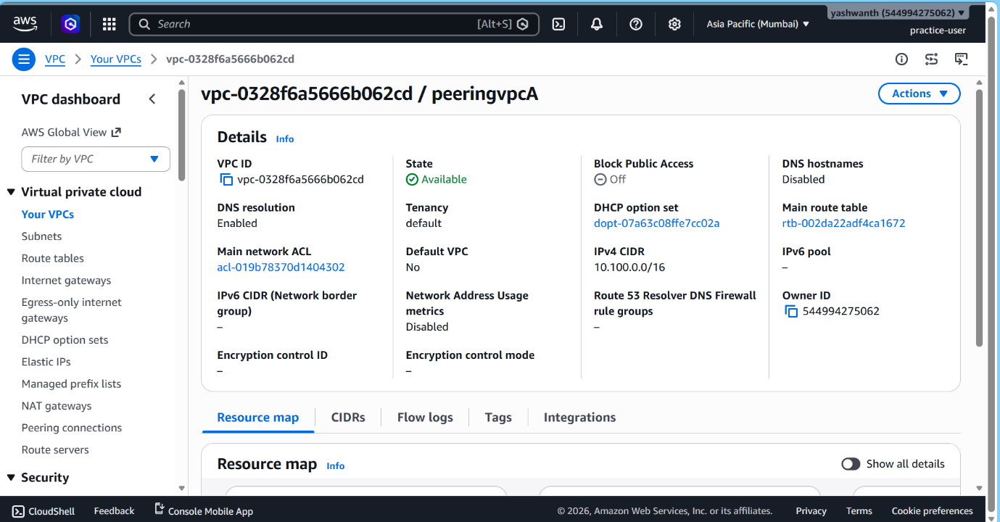 aws
Search
[Alt+S]
Asia Pacific (Mumbai)
yashwanth (544994275062)
practice-user
VPC
Your VPCs
vpc-0328f6a5666b062cd
VPC dashboard
AWS Global View
Filter by VPC
Virtual private cloud
Your VPCs
Subnets
Route tables
Internet gateways
Egress-only internet
gateways
DHCP option sets
Elastic IPs
Managed prefix lists
NAT gateways
Peering connections
Route servers
Security
vpc-0328f6a5666b062cd / peeringvpcA
Actions
Details Info
VPC ID
vpc-0328f6a5666b062cd
State
Available
Block Public Access
Off
DNS hostnames
Disabled
DNS resolution
Enabled
Tenancy
default
DHCP option set
dopt-07a63c08ffe7cc02a
Main route table
rtb-002da22adf4ca1672
Main network ACL
acl-019b78370d1404302
Default VPC
No
IPv4 CIDR
10.100.0.0/16
IPv6 pool
–
IPv6 CIDR (Network border
group)
–
Network Address Usage
metrics
Disabled
Route 53 Resolver DNS Firewall
rule groups
–
Owner ID
544994275062
Encryption control ID
–
Encryption control mode
–
Resource map
CIDRs
Flow logs
Tags
Integrations
Resource map Info
Show all details
CloudShell
Feedback
Console Mobile App
© 2026, Amazon Web Services, Inc. or its affiliates.
Privacy
Terms
Cookie preferences